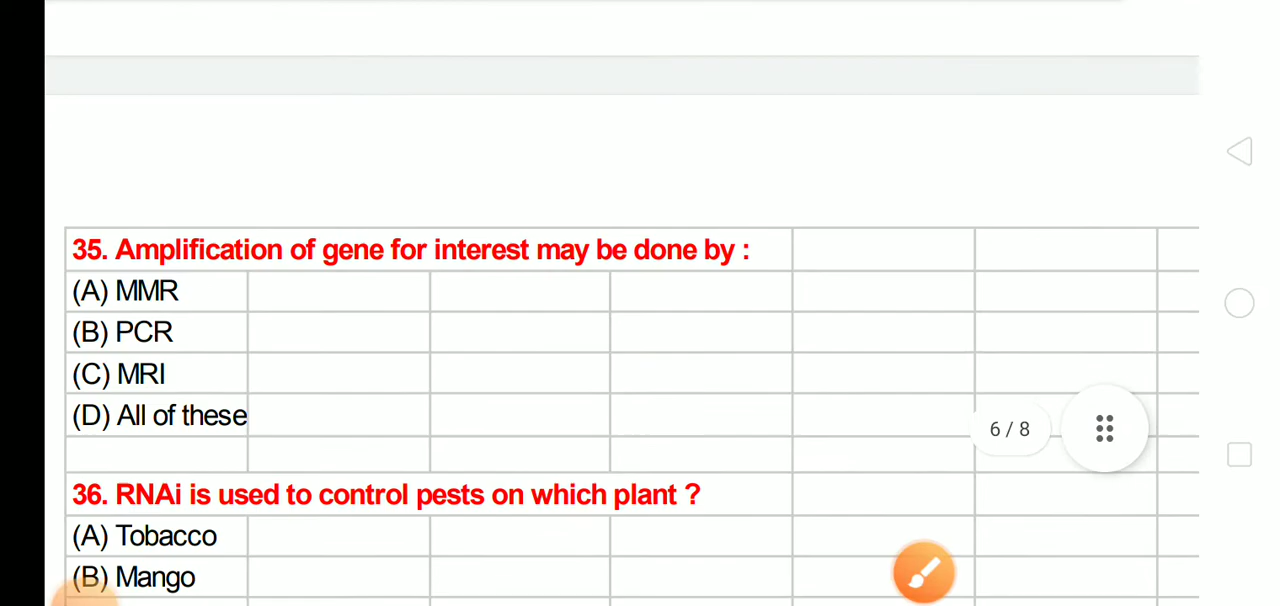 35. Amplification of gene for interest may be done by :
(A) MMR
(B) PCR
(C) MRI
(D) All of these
6 / 8
36. RNAi is used to control pests on which plant ?
(A) Tobacco
(B) Mango